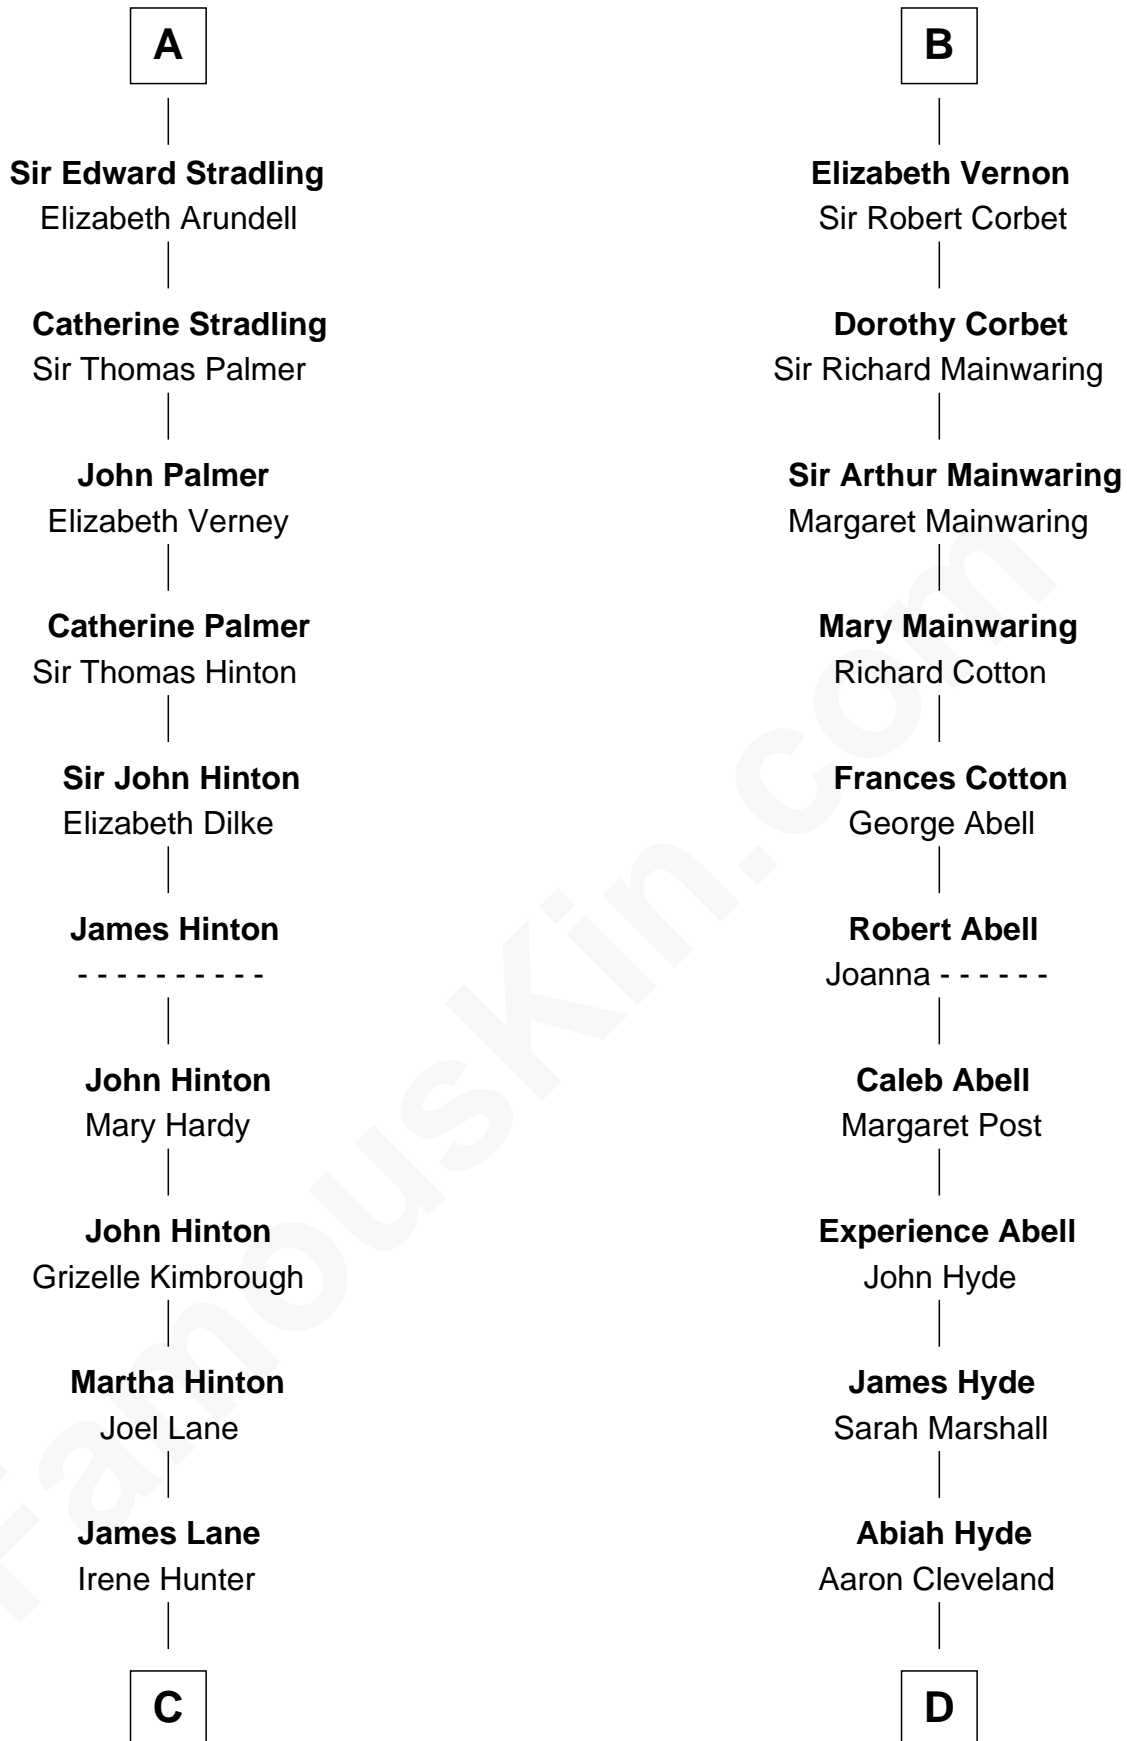 A
Sir Edward Stradling
Elizabeth Arundell
Catherine Stradling
Sir Thomas Palmer
John Palmer
Elizabeth Verney
Catherine Palmer
Sir Thomas Hinton
Sir John Hinton
Elizabeth Dilke
James Hinton
- - - - - - - - - -
John Hinton
Mary Hardy
John Hinton
Grizelle Kimbrough
Martha Hinton
Joel Lane
James Lane
Irene Hunter
C
B
Elizabeth Vernon
Sir Robert Corbet
Dorothy Corbet
Sir Richard Mainwaring
Sir Arthur Mainwaring
Margaret Mainwaring
Mary Mainwaring
Richard Cotton
Frances Cotton
George Abell
Robert Abell
Joanna - - - - - -
Caleb Abell
Margaret Post
Experience Abell
John Hyde
James Hyde
Sarah Marshall
Abiah Hyde
Aaron Cleveland
D
FamousKin.com